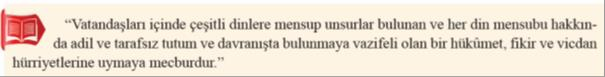 “Vatandaşları içinde çeşitli dinlere mensup unsurlar bulunan ve her din mensubu hakkın-
da adil ve tarafsız tutum ve davranışta bulunmaya vazifeli olan bir hükûmet, fikir ve vicdan
hürriyetlerine uymaya mecburdur.”